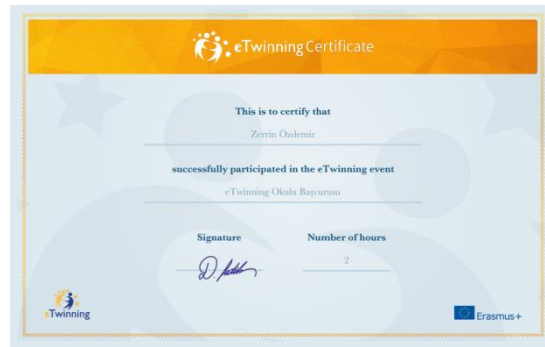 eTwinning Certificate
This is to certify that
Zerrin Özdemir
successfully participated in the eTwinning event
eTwinning Okulu Başvurusu
Signature
Number of hours
2
eTwinning
Erasmus+